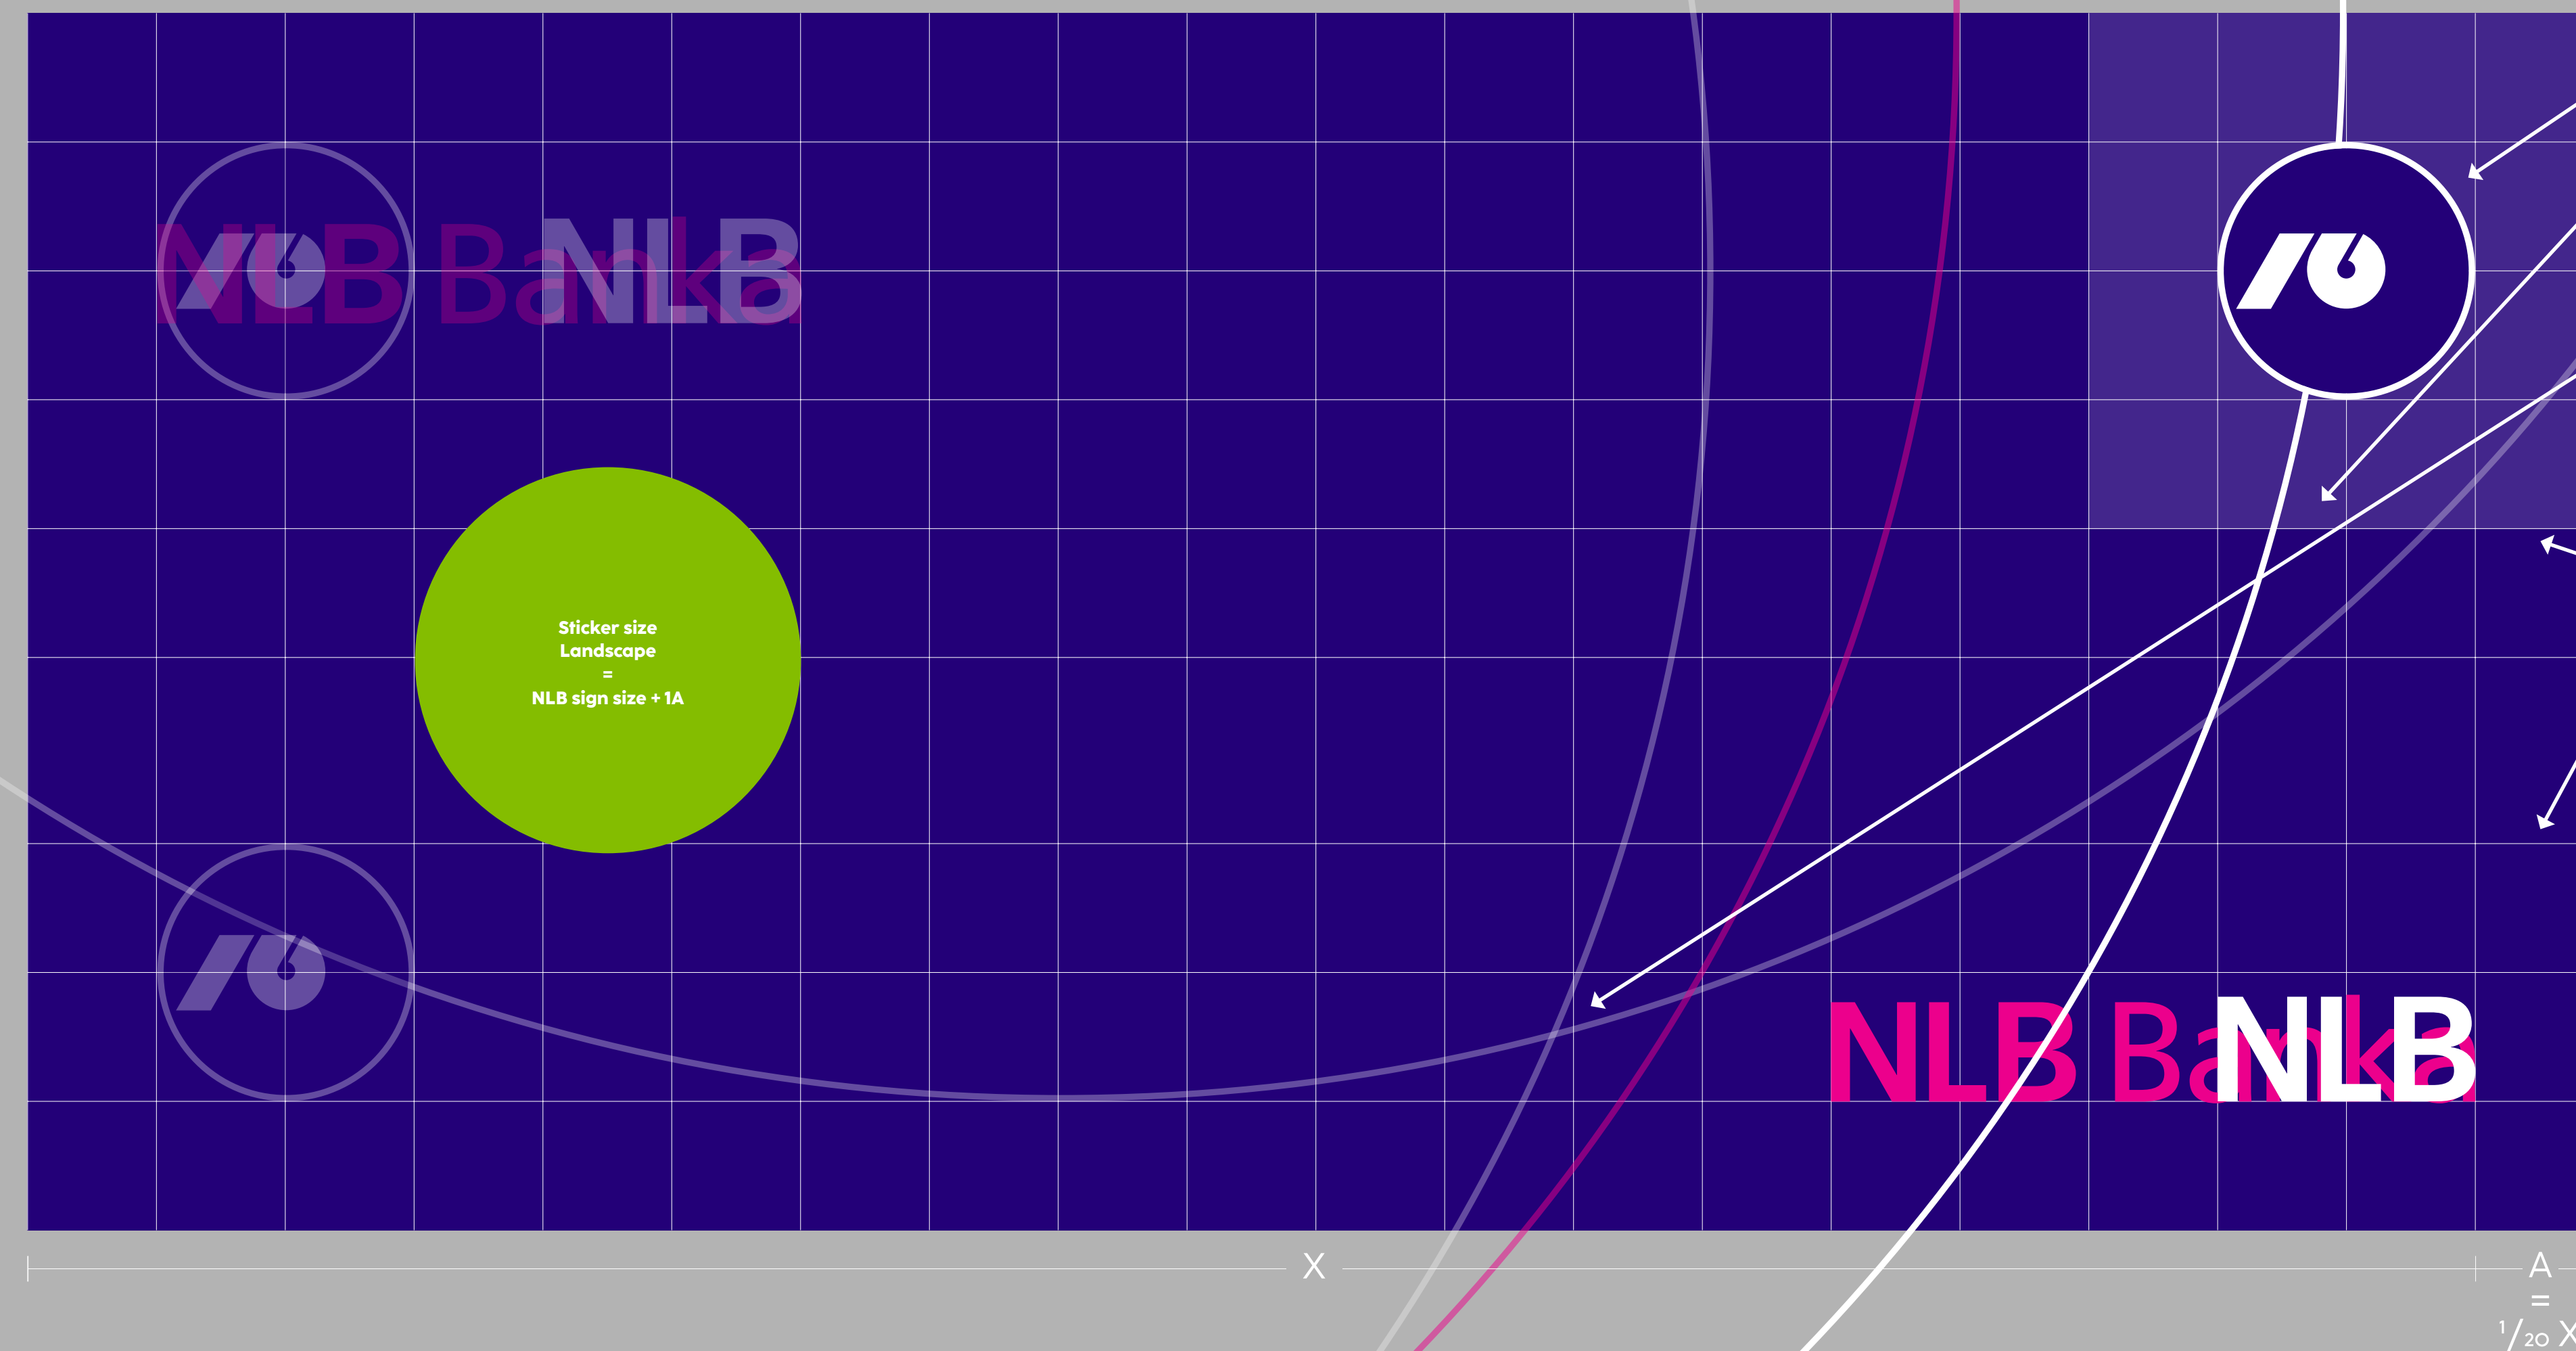 NLB Banka
NLB
Sticker size
Landscape
=
NLB sign size + 1A
NLB Banka
NLB
X
A
=
1/20 X